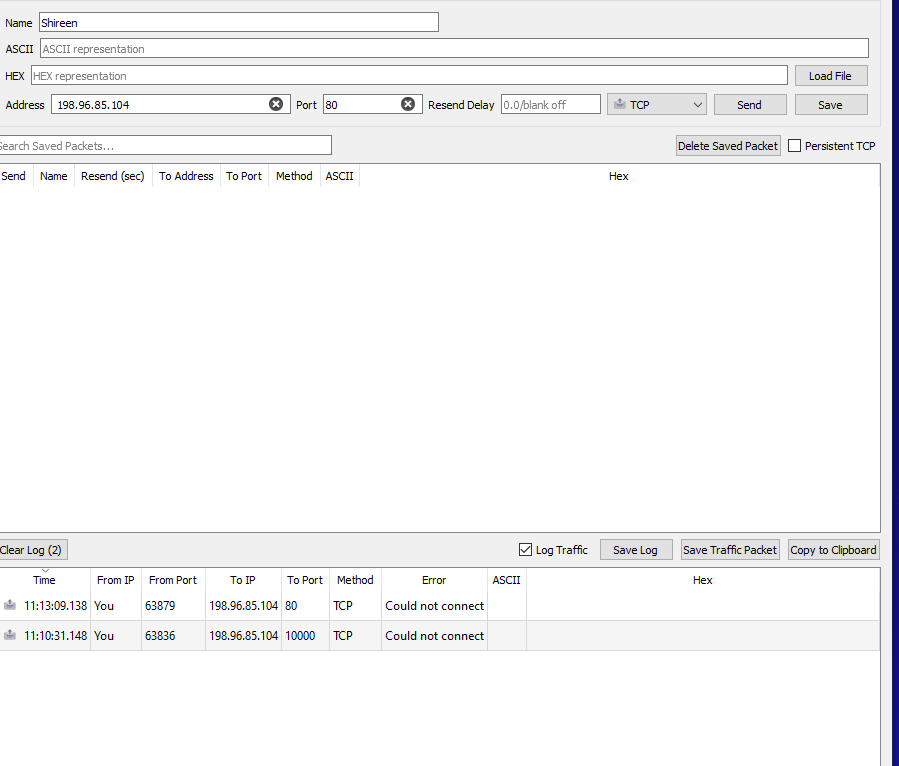 Name Shireen
ASCII ASCII representation
HEX HEX representation Load File
Address 198.96.85.104 Port 80 Resend Delay 0.0/blank off TCP Send Save
Search Saved Packets... Delete Saved Packet Persistent TCP
Send Name Resend (sec) To Address To Port Method ASCII Hex
Clear Log (2) Log Traffic Save Log Save Traffic Packet Copy to Clipboard
Time From IP From Port To IP To Port Method Error ASCII Hex
11:13:09.138 You 63879 198.96.85.104 80 TCP Could not connect
11:10:31.148 You 63836 198.96.85.104 10000 TCP Could not connect